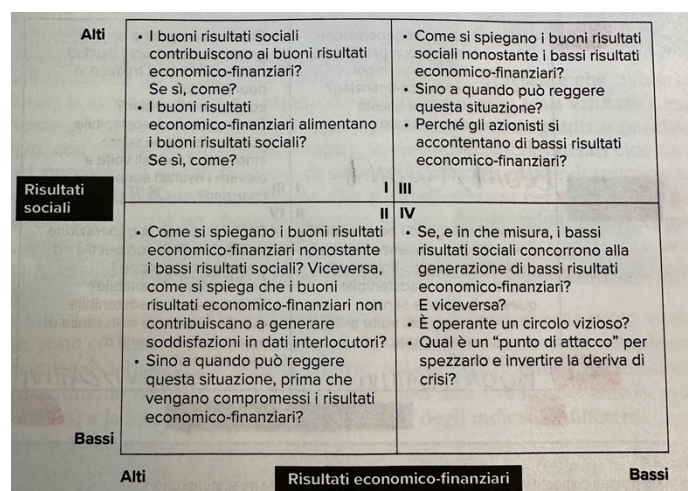 Alti
• I buoni risultati sociali
contribuiscono ai buoni risultati
economico-finanziari?
Se sì, come?
• I buoni risultati
economico-finanziari alimentano
i buoni risultati sociali?
Se sì, come?
I
• Come si spiegano i buoni risultati
sociali nonostante i bassi risultati
economico-finanziari?
• Sino a quando può reggere
questa situazione?
• Perché gli azionisti si
accontentano di bassi risultati
economico-finanziari?
III
Risultati
sociali
II
• Come si spiegano i buoni risultati
economico-finanziari nonostante
i bassi risultati sociali? Viceversa,
come si spiega che i buoni
risultati economico-finanziari non
contribuiscano a generare
soddisfazioni in dati interlocutori?
• Sino a quando può reggere
questa situazione, prima che
vengano compromessi i risultati
economico-finanziari?
IV
• Se, e in che misura, i bassi
risultati sociali concorrono alla
generazione di bassi risultati
economico-finanziari?
E viceversa?
• È operante un circolo vizioso?
• Qual è un “punto di attacco” per
spezzarlo e invertire la deriva di
crisi?
Bassi
Alti
Risultati economico-finanziari
Bassi